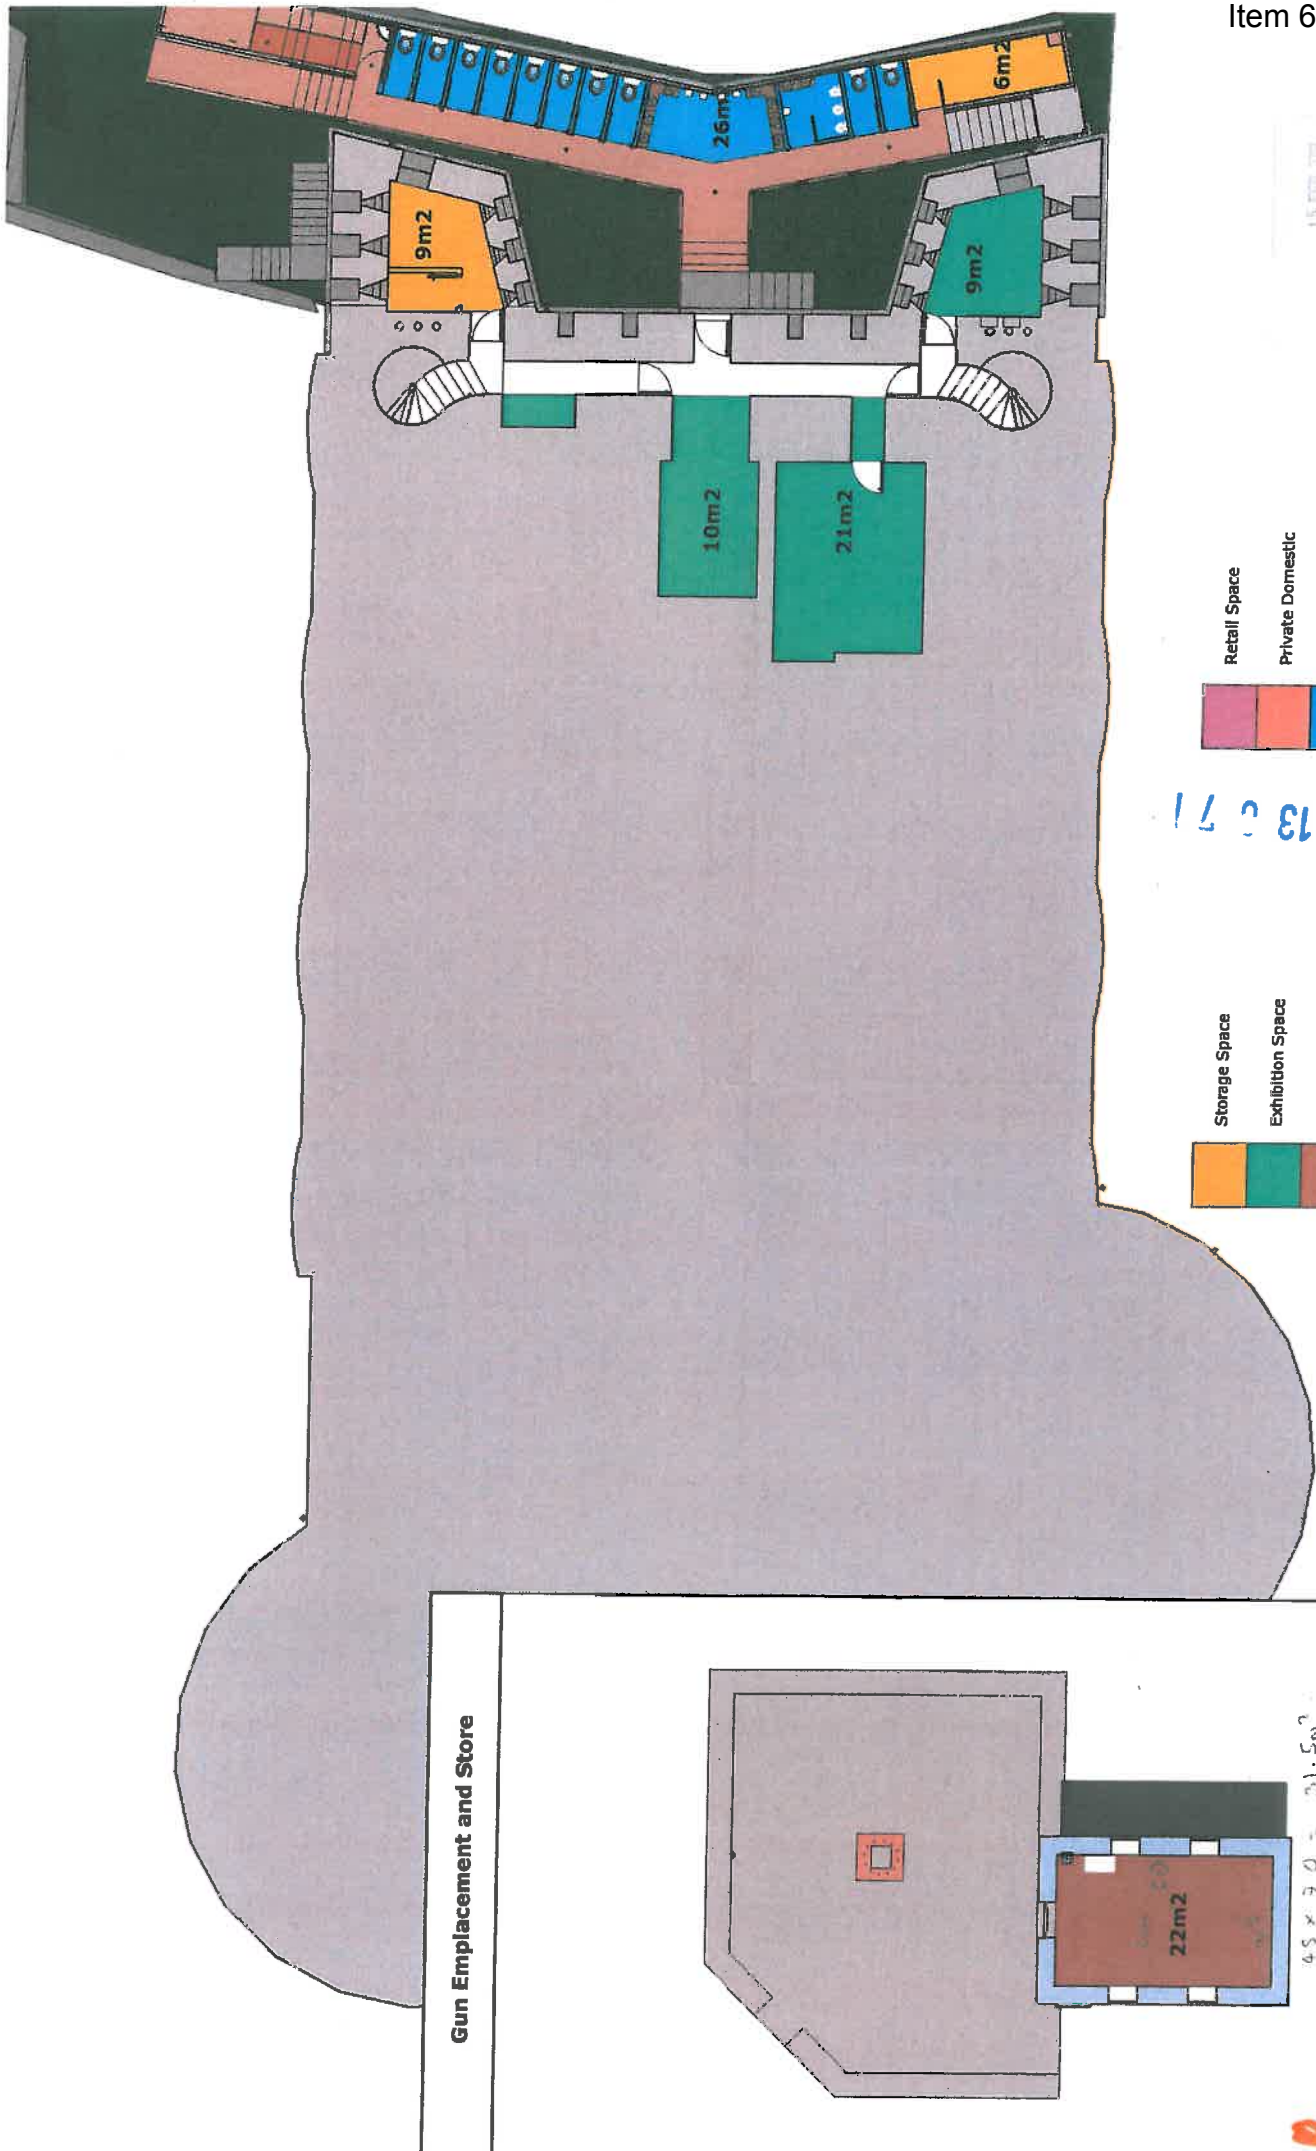 Item 6
6m2
26m
9m2
9m2
10m2
21m2
Retail Space
Private Domestic
Storage Space
Exhibition Space
Gun Emplacement and Store
22m2